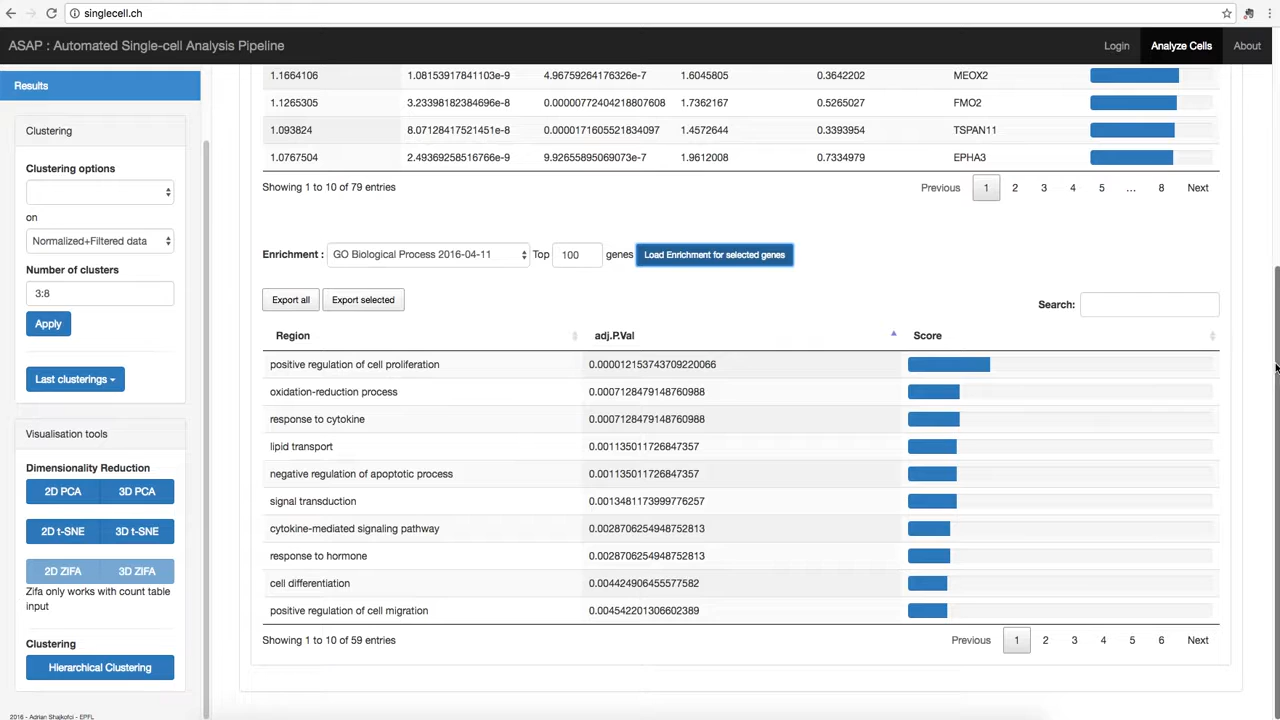 singlecell.ch
ASAP : Automated Single-cell Analysis Pipeline
Login
Analyze Cells
About
Results
Clustering
Clustering options
on
Normalized+Filtered data
Number of clusters
3:8
Apply
Last clusterings
Visualisation tools
Dimensionality Reduction
2D PCA 3D PCA
2D t-SNE 3D t-SNE
2D ZIFA 3D ZIFA
Zifa only works with count table
input
Clustering
Hierarchical Clustering
2016 - Adrian Shajkofci - EPFL
1.1664106 1.08153917841103e-9 4.96759264176326e-7 1.6045805 0.3642202 MEOX2
1.1265305 3.23398182384696e-8 0.00000772404218807608 1.7362167 0.5265027 FMO2
1.093824 8.07128417521451e-8 0.0000171605521834097 1.4572644 0.3393954 TSPAN11
1.0767504 2.49369258516766e-9 9.92655895069073e-7 1.9612008 0.7334979 EPHA3
Showing 1 to 10 of 79 entries
Previous 1 2 3 4 5 ... 8 Next
Enrichment : GO Biological Process 2016-04-11 Top 100 genes Load Enrichment for selected genes
Export all Export selected
Search:
Region adj.P.Val Score
positive regulation of cell proliferation 0.000012153743709220066
oxidation-reduction process 0.0007128479148760988
response to cytokine 0.0007128479148760988
lipid transport 0.001135011726847357
negative regulation of apoptotic process 0.001135011726847357
signal transduction 0.0013481173999776257
cytokine-mediated signaling pathway 0.0028706254948752813
response to hormone 0.0028706254948752813
cell differentiation 0.004424906455577582
positive regulation of cell migration 0.004542201306602389
Showing 1 to 10 of 59 entries
Previous 1 2 3 4 5 6 Next